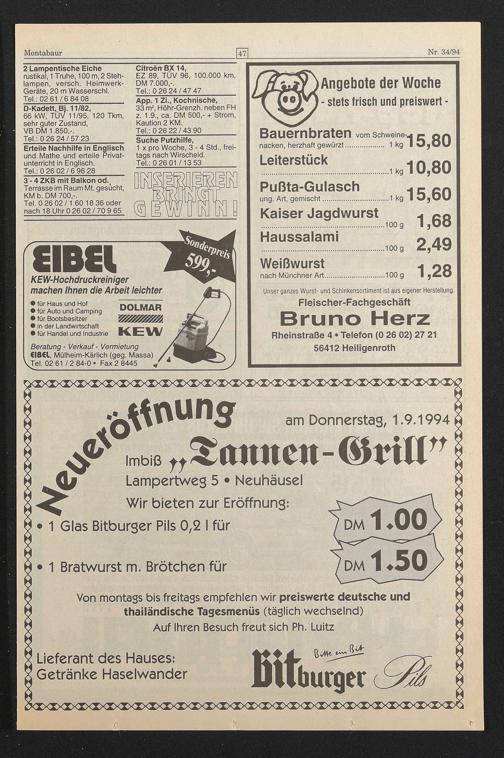 Montabaur
47
Nr. 34/94
2 Lampentische Eiche
rustikal, 1 Truhe, 100 m, 2 Steh-
lampen, versch. Heimwerk-
Geräte, 20 m Wasserschl.
Tel.: 02 61 / 6 84 08
D-Kadett, Bj. 11/82,
66 kW, TÜV 11/95, 120 Tkm,
sehr guter Zustand,
VB DM 1.850,-.
Tel.: 0 26 24 / 57 23
Erteile Nachhilfe in Englisch
und Mathe und erteile Privat-
unterricht in Englisch.
Tel.: 0 26 02 / 6 96 28
3 - 4 ZKB mit Balkon od.
Terrasse im Raum Mt. gesucht,
KM b. DM 700,-.
Tel. 0 26 02 / 1 60 18 36 oder
nach 18 Uhr 0 26 02 / 70 9 65
Citroën BX 14,
EZ 89, TÜV 96, 100.000 km,
DM 7.000,-.
Tel.: 0 26 24 / 47 47
App. 1 Zi., Kochnische,
33 m², Höhr-Grenzh. neben FH
z. 1.9., ca. DM 500,- + Strom,
Kaution 2 KM.
Tel.: 0 26 22 / 43 90
Suche Putzhilfe,
1 x pro Woche, 3 - 4 Std., frei-
tags nach Wirscheid.
Tel.: 0 26 01 / 13 53
INSERIEREN
BRINGT
GEWINN!
EIBEL
Sonderpreis
599,-
KEW-Hochdruckreiniger
machen Ihnen die Arbeit leichter
• für Haus und Hof
• für Auto und Camping
• für Bootsbesitzer
• in der Landwirtschaft
• für Handel und Industrie
DOLMAR
KEW
Beratung - Verkauf - Vermietung
EIBEL, Mülheim-Kärlich (geg. Massa)
Tel. 02 61 / 2 84-0 • Fax 2 8445
Angebote der Woche
- stets frisch und preiswert -
Bauernbraten vom Schweine-
nacken, herzhaft gewürzt 1 kg 15,80
Leiterstück
1 kg 10,80
Pußta-Gulasch
ung. Art, gemischt 1 kg 15,60
Kaiser Jagdwurst
100 g 1,68
Haussalami
100 g 2,49
Weißwurst
nach Münchner Art 100 g 1,28
Unser ganzes Wurst- und Schinkensortiment ist aus eigener Herstellung.
Fleischer-Fachgeschäft
Bruno Herz
Rheinstraße 4 • Telefon (0 26 02) 27 21
56412 Heiligenroth
Neueröffnung
am Donnerstag, 1.9.1994
Imbiß „Tannen-Grill”
Lampertweg 5 • Neuhäusel
Wir bieten zur Eröffnung:
• 1 Glas Bitburger Pils 0,2 l für
DM 1.00
• 1 Bratwurst m. Brötchen für
DM 1.50
Von montags bis freitags empfehlen wir preiswerte deutsche und
thailändische Tagesmenüs (täglich wechselnd)
Auf Ihren Besuch freut sich Ph. Luitz
Lieferant des Hauses:
Getränke Haselwander
Bitte ein Bit
Bitburger Pils